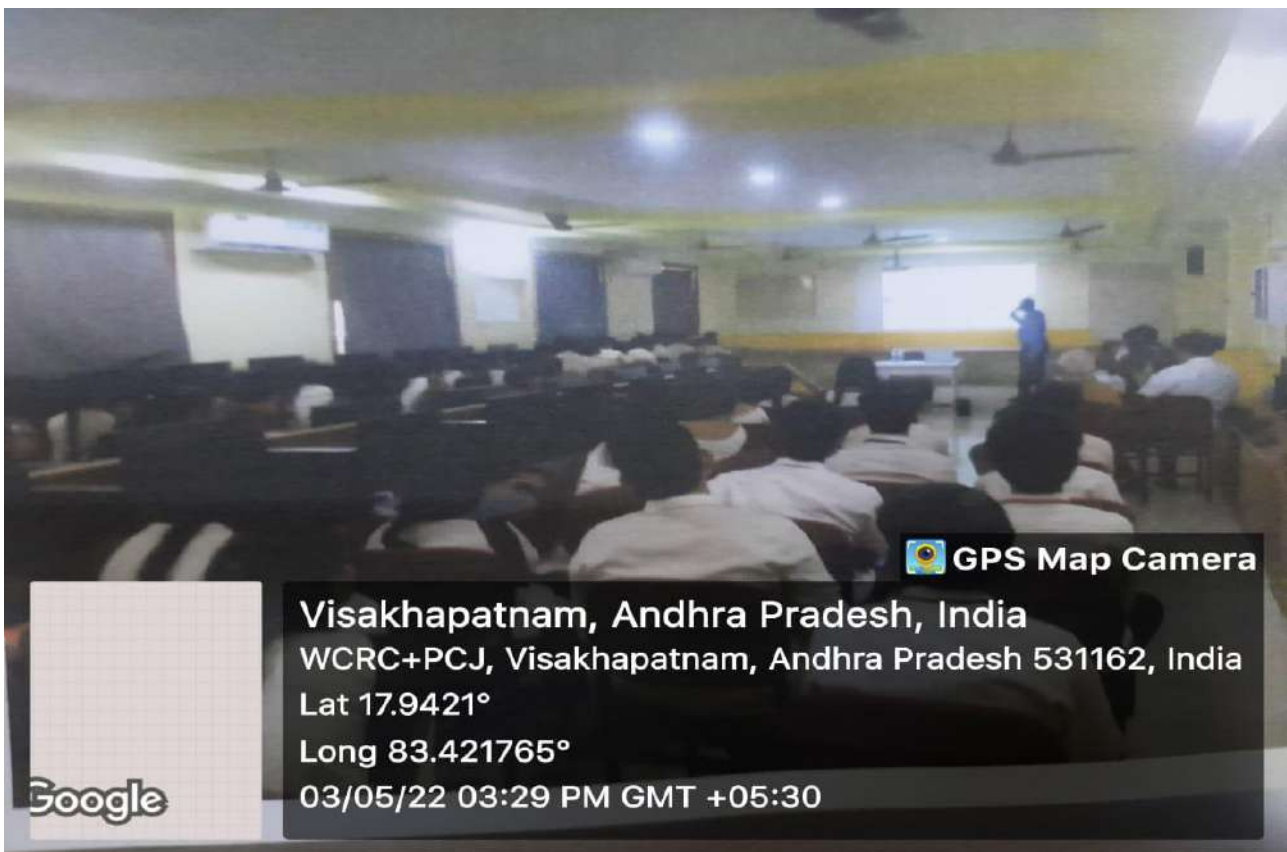 GPS Map Camera
Visakhapatnam, Andhra Pradesh, India
WCRC+PCJ, Visakhapatnam, Andhra Pradesh 531162, India
Lat 17.9421°
Long 83.421765°
03/05/22 03:29 PM GMT +05:30
Google